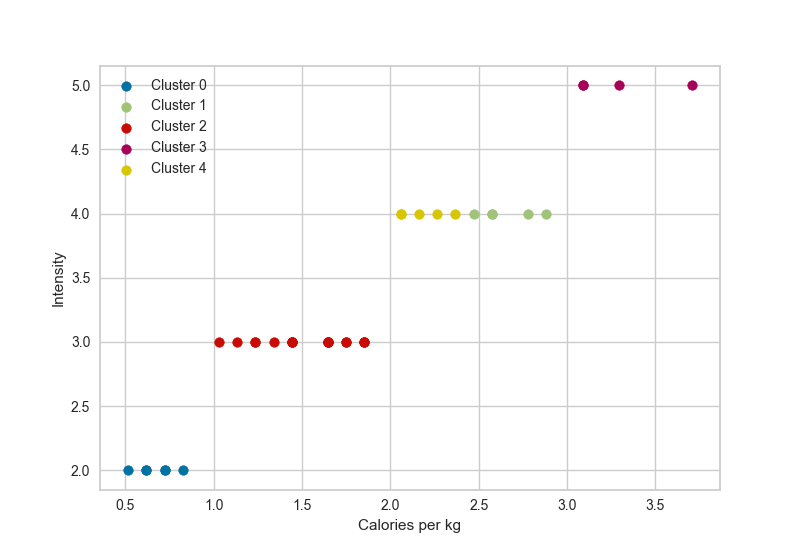 5.0
4.5
4.0
3.5
3.0
2.5
2.0
Intensity
Cluster 0
Cluster 1
Cluster 2
Cluster 3
Cluster 4
0.5 1.0 1.5 2.0 2.5 3.0 3.5
Calories per kg